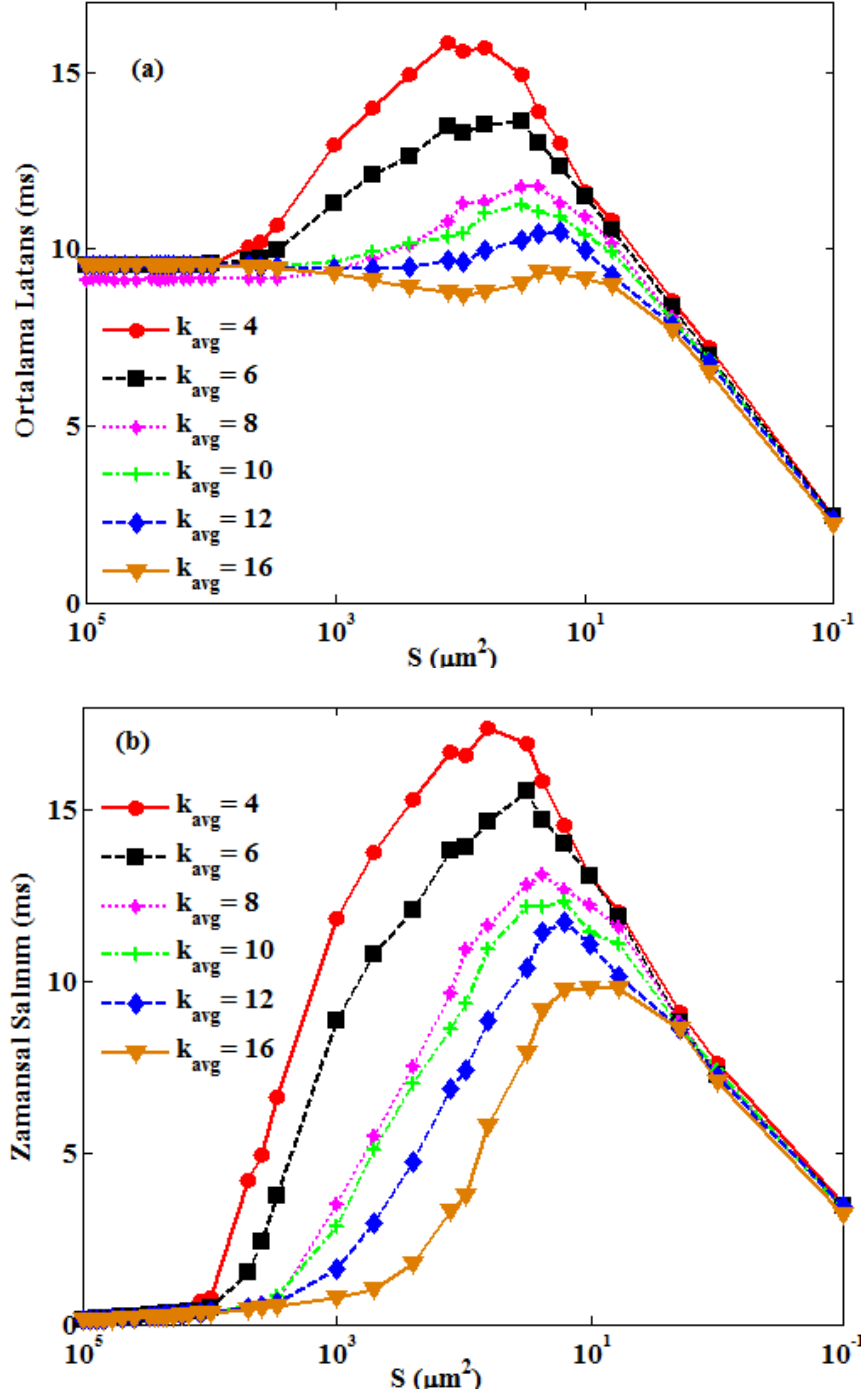 (a)
15
10
5
0
Ortalama Latans (ms)
k_avg = 4
k_avg = 6
k_avg = 8
k_avg = 10
k_avg = 12
k_avg = 16
10^5
10^3
10^1
10^-1
S (μm^2)
(b)
15
10
5
0
Zamansal Salınım (ms)
k_avg = 4
k_avg = 6
k_avg = 8
k_avg = 10
k_avg = 12
k_avg = 16
10^5
10^3
10^1
10^-1
S (μm^2)